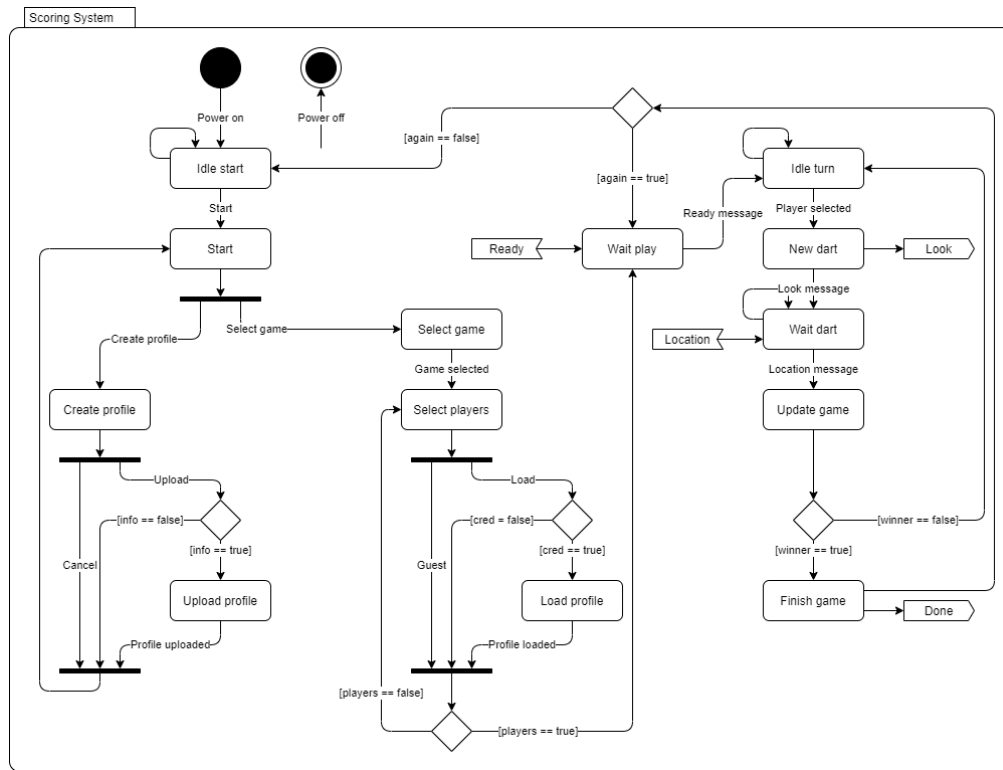 Scoring System
Power on
Power off
[again == false]
Idle start
Idle turn
[again == true]
Start
Player selected
Ready message
Start
Ready
Wait play
New dart
Look
Look message
Select game
Select game
Wait dart
Create profile
Location
Game selected
Location message
Create profile
Select players
Update game
Upload
Load
[info == false]
[cred = false]
[winner == false]
[info == true]
[cred == true]
[winner == true]
Cancel
Guest
Upload profile
Load profile
Finish game
Done
Profile uploaded
Profile loaded
[players == false]
[players == true]